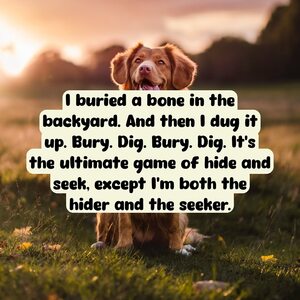 I buried a bone in the
backyard. And then I dug it
up. Bury. Dig. Bury. Dig. It's
the ultimate game of hide and
seek, except I'm both the
hider and the seeker.